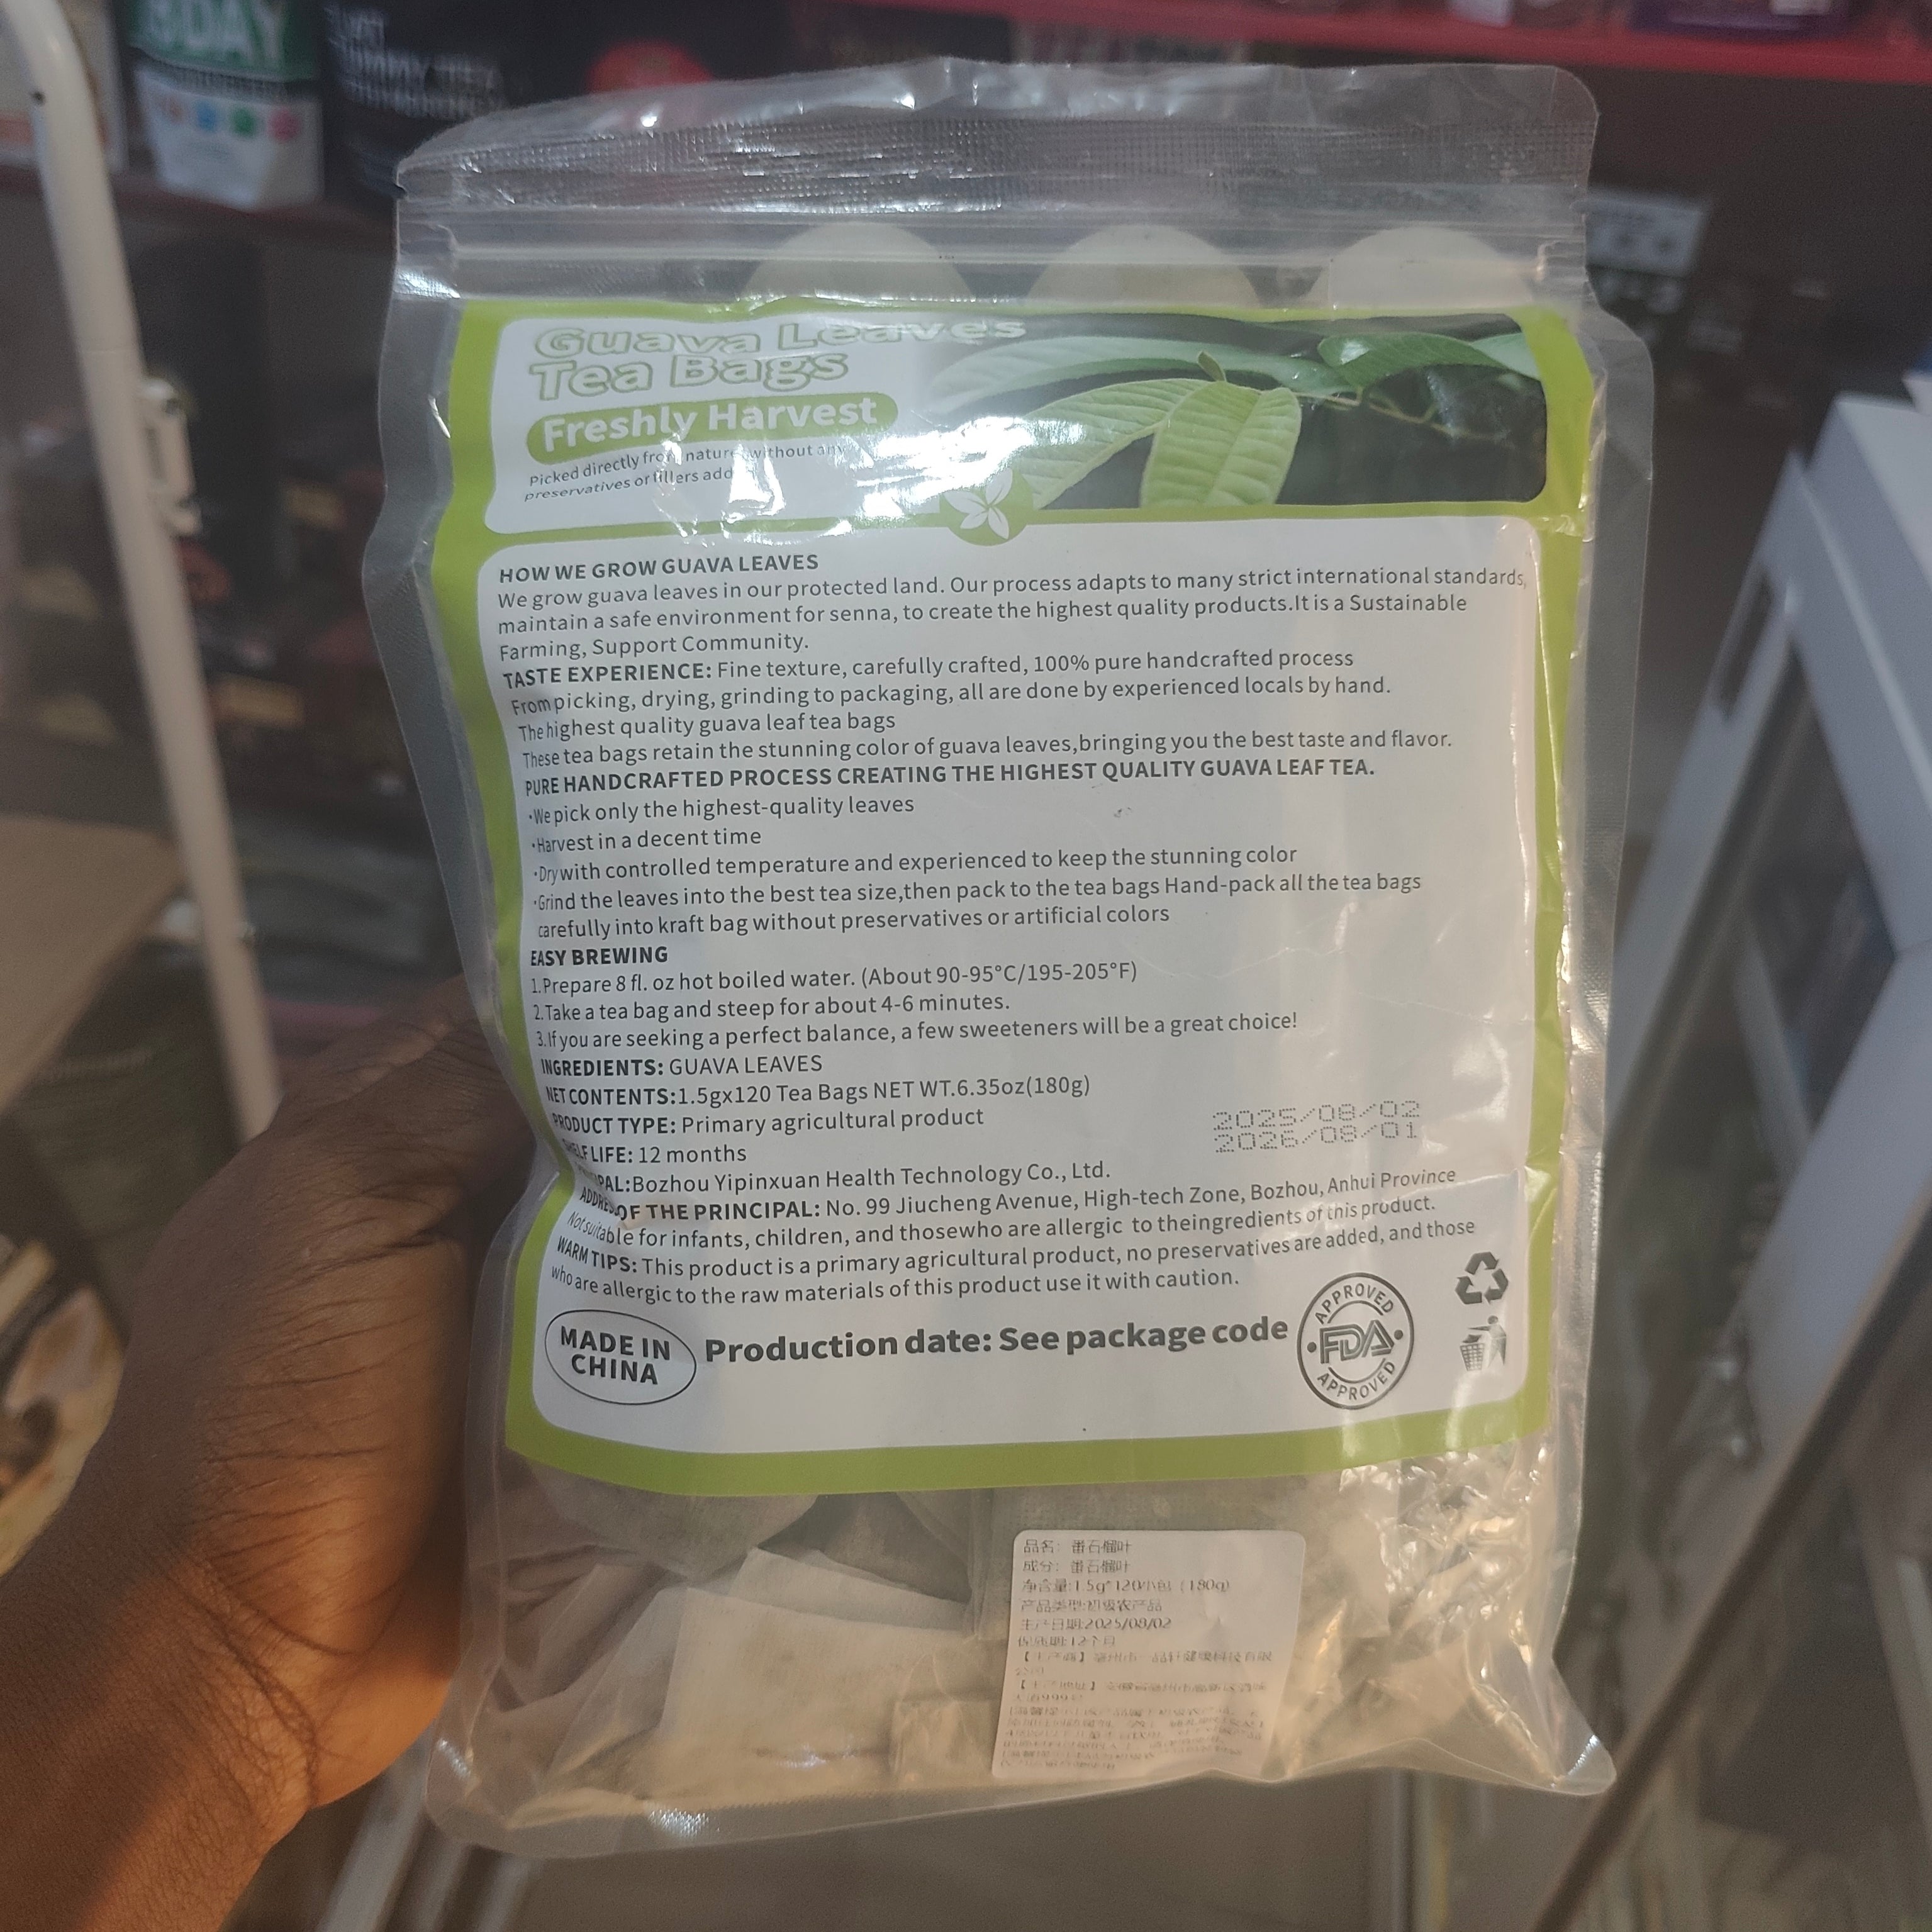 3DAY
Guava Leaves
Tea Bags
Freshly Harvest
Picked directly from nature without any
preservatives or fillers
HOW WE GROW GUAVA LEAVES
We grow guava leaves in our protected land. Our process adapts to many strict international standards,
maintain a safe environment for senna, to create the highest quality products.It is a Sustainable
Farming, Support Community.
TASTE EXPERIENCE: Fine texture, carefully crafted, 100% pure handcrafted process
From picking, drying, grinding to packaging, all are done by experienced locals by hand.
The highest quality guava leaf tea bags
These tea bags retain the stunning color of guava leaves,bringing you the best taste and flavor.
PURE HANDCRAFTED PROCESS CREATING THE HIGHEST QUALITY GUAVA LEAF TEA.
·We pick only the highest-quality leaves
·Harvest in a decent time
·Dry with controlled temperature and experienced to keep the stunning color
·Grind the leaves into the best tea size,then pack to the tea bags Hand-pack all the tea bags
carefully into kraft bag without preservatives or artificial colors
EASY BREWING
1.Prepare 8 fl. oz hot boiled water. (About 90-95°C/195-205°F)
2.Take a tea bag and steep for about 4-6 minutes.
3.If you are seeking a perfect balance, a few sweeteners will be a great choice!
INGREDIENTS: GUAVA LEAVES
NET CONTENTS:1.5gx120 Tea Bags NET WT.6.35oz(180g)
PRODUCT TYPE: Primary agricultural product
2025/08/02
2026/08/01
SHELF LIFE: 12 months
PRINCIPAL:Bozhou Yipinxuan Health Technology Co., Ltd.
ADDRESS OF THE PRINCIPAL: No. 99 Jiucheng Avenue, High-tech Zone, Bozhou, Anhui Province
Not suitable for infants, children, and thosewho are allergic to theingredients of this product.
WARM TIPS: This product is a primary agricultural product, no preservatives are added, and those
who are allergic to the raw materials of this product use it with caution.
MADE IN
CHINA
Production date: See package code
APPROVED
FDA
APPROVED
品名: 番石榴叶
成分: 番石榴叶
净含量:1.5g*120小包 (180g)
产品类型:初级农产品
生产日期:2025/08/02
保质期:12个月